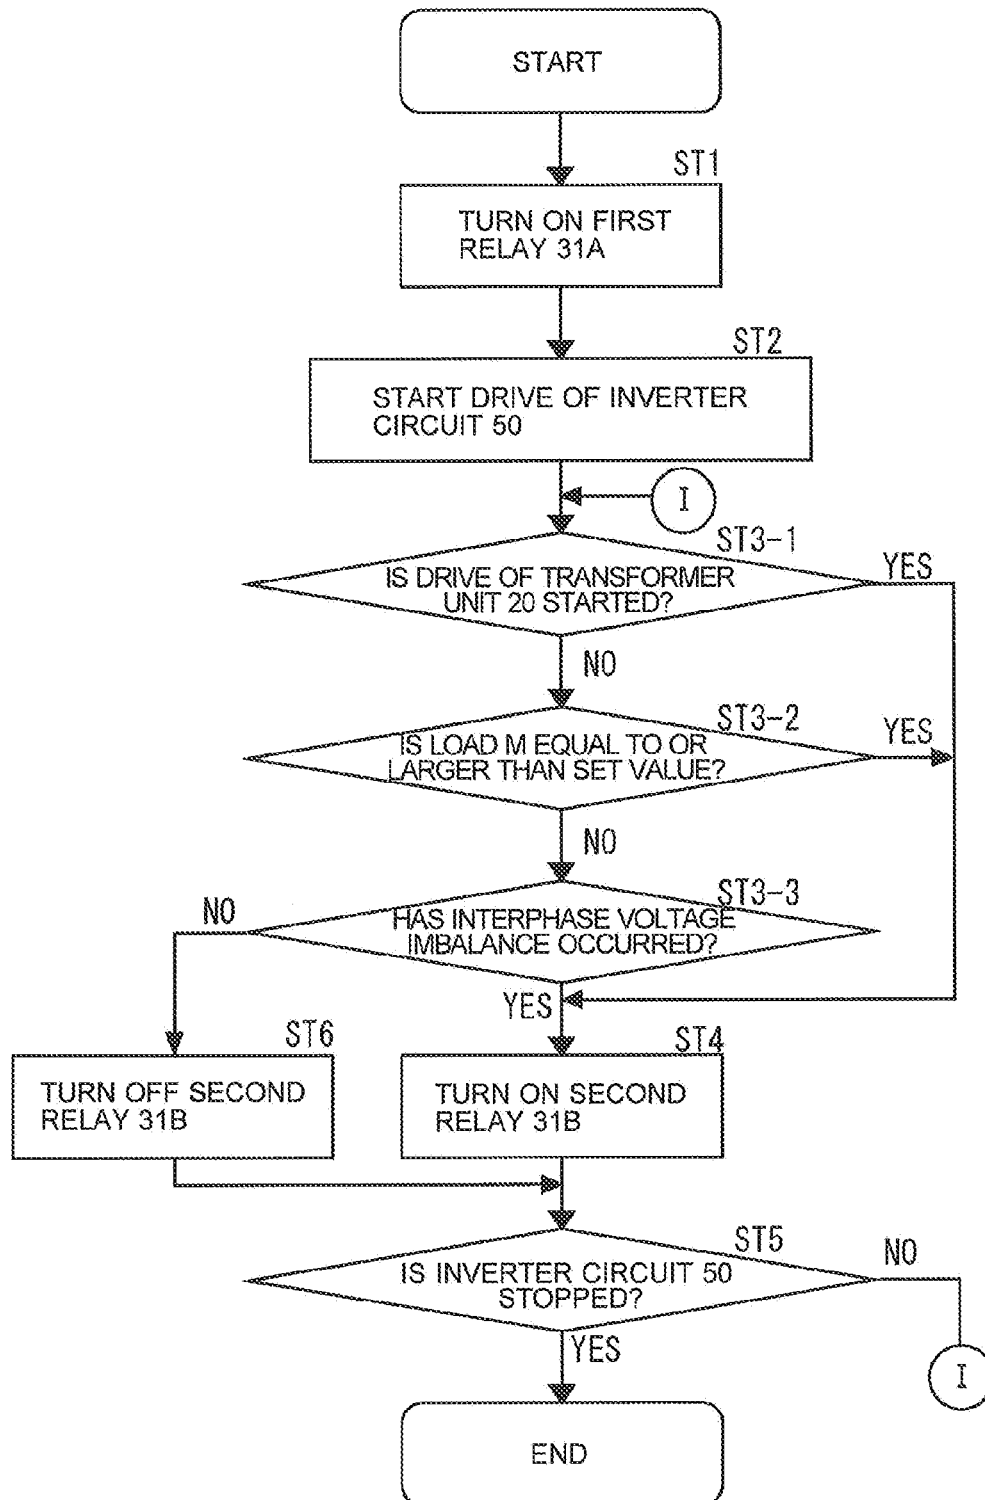 START
ST1
TURN ON FIRST
RELAY 31A
ST2
START DRIVE OF INVERTER
CIRCUIT 50
I
ST3-1
IS DRIVE OF TRANSFORMER
UNIT 20 STARTED?
YES
NO
ST3-2
IS LOAD M EQUAL TO OR
LARGER THAN SET VALUE?
YES
NO
ST3-3
HAS INTERPHASE VOLTAGE
IMBALANCE OCCURRED?
NO
YES
ST6
TURN OFF SECOND
RELAY 31B
ST4
TURN ON SECOND
RELAY 31B
ST5
IS INVERTER CIRCUIT 50
STOPPED?
NO
YES
I
END